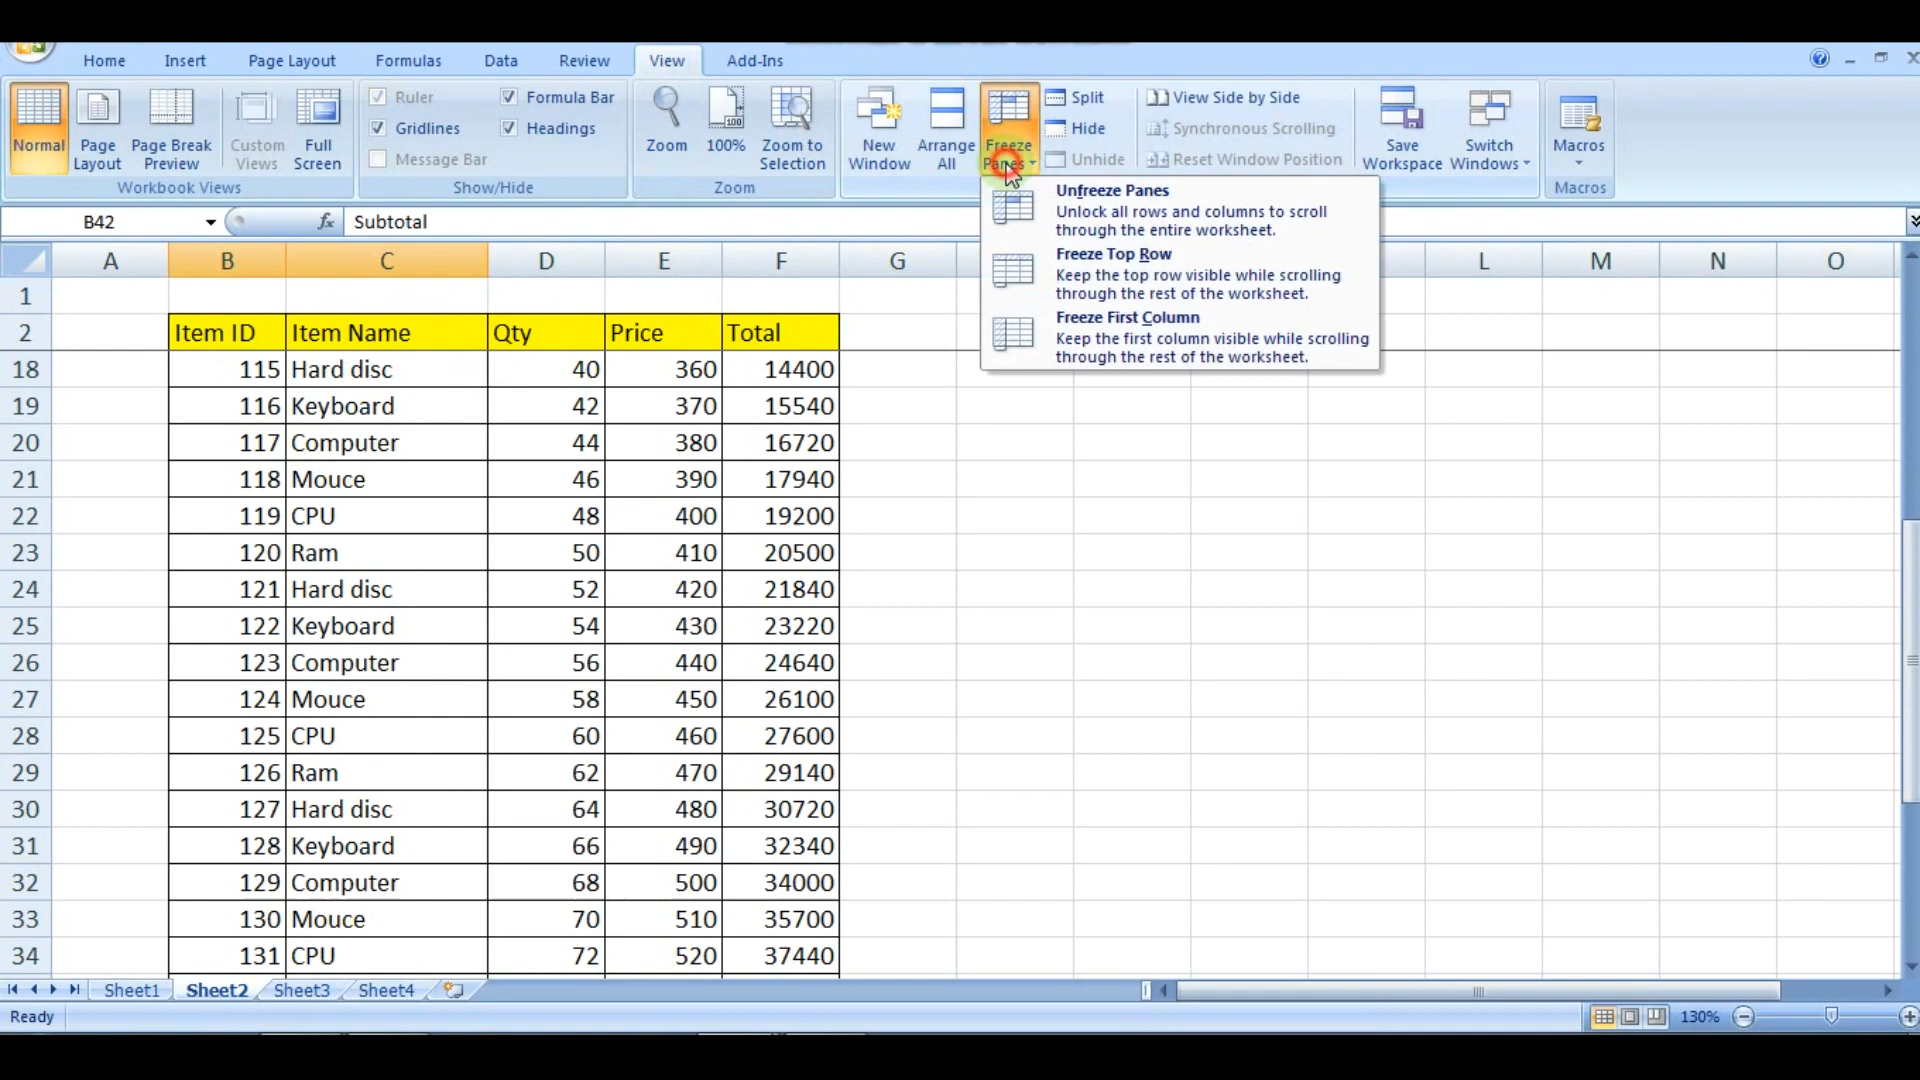 Home Insert Page Layout Formulas Data Review View Add-Ins
Normal Page Layout Page Break Preview Custom Views Full Screen
Workbook Views
Ruler Formula Bar
Gridlines Headings
Message Bar
Show/Hide
Zoom 100% Zoom to Selection
Zoom
New Window Arrange All Freeze Panes
Split
Hide
Unhide
View Side by Side
Synchronous Scrolling
Reset Window Position
Save Workspace Switch Windows
Macros
Macros
Unfreeze Panes
Unlock all rows and columns to scroll
through the entire worksheet.
Freeze Top Row
Keep the top row visible while scrolling
through the rest of the worksheet.
Freeze First Column
Keep the first column visible while scrolling
through the rest of the worksheet.
B42 fx Subtotal
A B C D E F G L M N O
1
2 Item ID Item Name Qty Price Total
18 115 Hard disc 40 360 14400
19 116 Keyboard 42 370 15540
20 117 Computer 44 380 16720
21 118 Mouce 46 390 17940
22 119 CPU 48 400 19200
23 120 Ram 50 410 20500
24 121 Hard disc 52 420 21840
25 122 Keyboard 54 430 23220
26 123 Computer 56 440 24640
27 124 Mouce 58 450 26100
28 125 CPU 60 460 27600
29 126 Ram 62 470 29140
30 127 Hard disc 64 480 30720
31 128 Keyboard 66 490 32340
32 129 Computer 68 500 34000
33 130 Mouce 70 510 35700
34 131 CPU 72 520 37440
Sheet1 Sheet2 Sheet3 Sheet4
Ready 130%